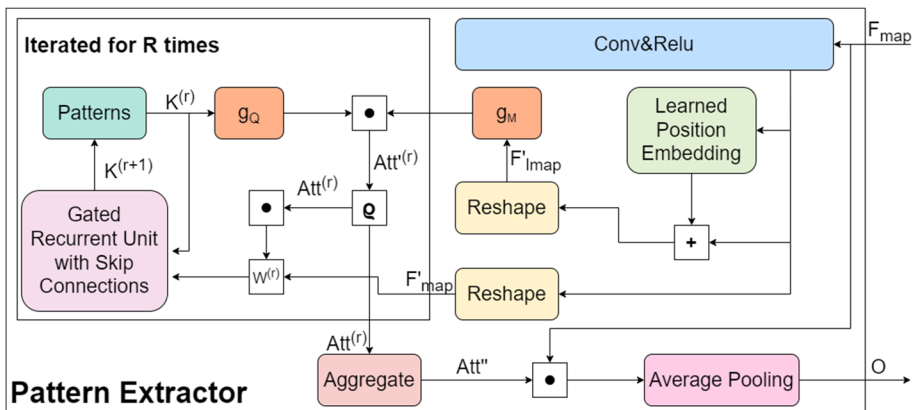 Iterated for R times
Conv&Relu
F_map
Patterns
K^(r)
g_Q
•
g_M
Learned
Position
Embedding
K^(r+1)
Att'^(r)
F'_lmap
Att^(r)
Gated
Recurrent Unit
with Skip
Connections
•
ϱ
Reshape
+
W^(r)
F'_map
Reshape
Att^(r)
Aggregate
Att"
•
Average Pooling
O
Pattern Extractor